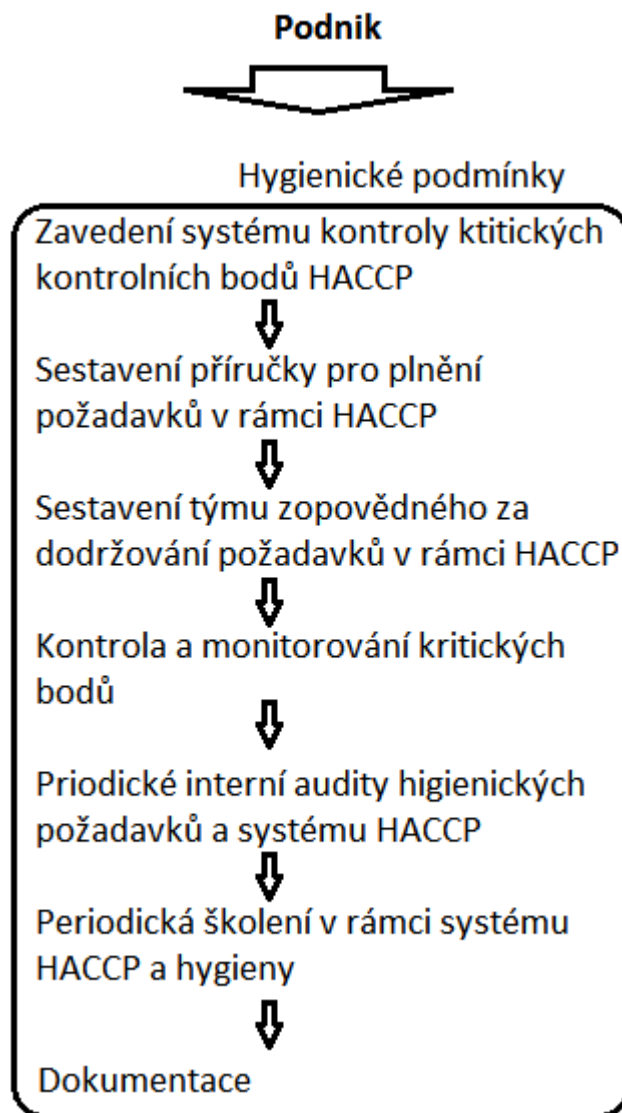 Podnik
Hygienické podmínky
Zavedení systému kontroly ktitických
kontrolních bodů HACCP
Sestavení příručky pro plnění
požadavků v rámci HACCP
Sestavení týmu zopovědného za
dodržování požadavků v rámci HACCP
Kontrola a monitorování kritických
bodů
Priodické interní audity higienických
požadavků a systému HACCP
Periodická školení v rámci systému
HACCP a hygieny
Dokumentace